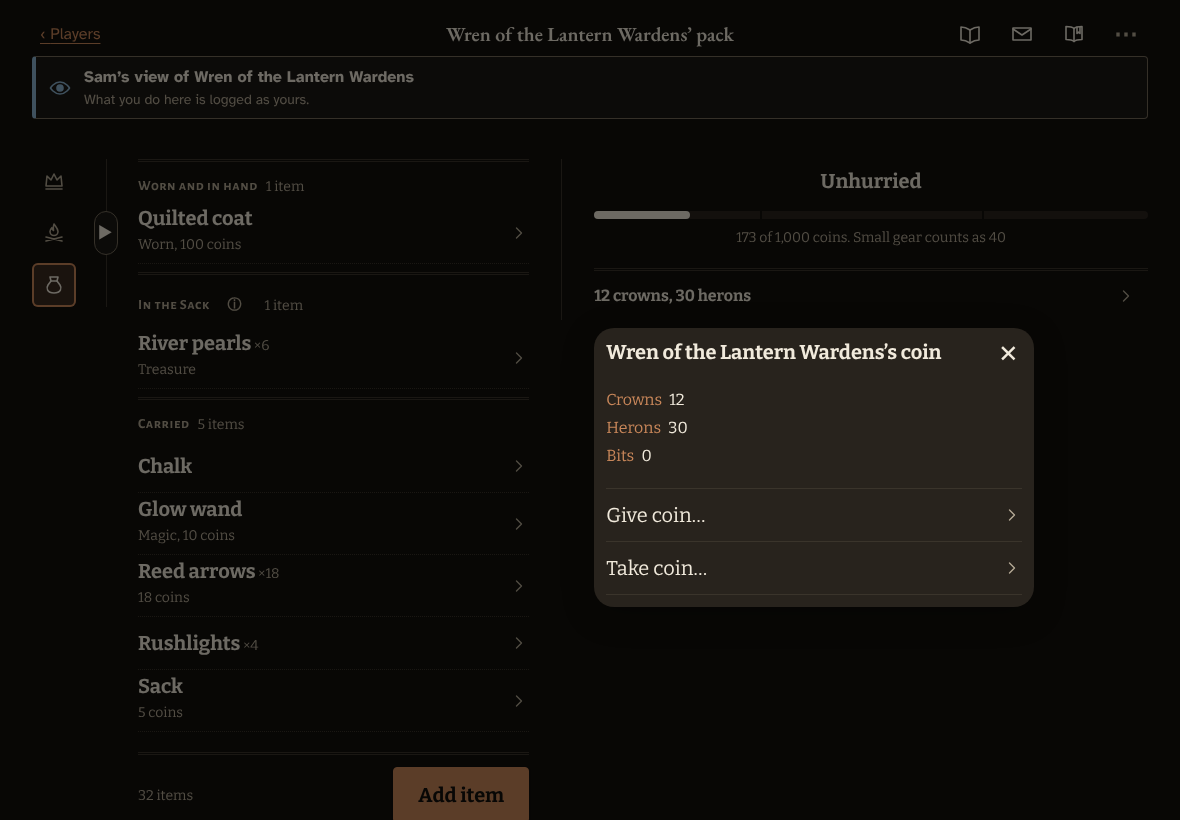 ‹ Players
Wren of the Lantern Wardens’ pack
Sam’s view of Wren of the Lantern Wardens
What you do here is logged as yours.
Worn and in hand 1 item
Quilted coat
Worn, 100 coins
In the Sack 1 item
River pearls ×6
Treasure
Carried 5 items
Chalk
Glow wand
Magic, 10 coins
Reed arrows ×18
18 coins
Rushlights ×4
Sack
5 coins
32 items
Add item
Unhurried
173 of 1,000 coins. Small gear counts as 40
12 crowns, 30 herons
Wren of the Lantern Wardens’s coin
Crowns 12
Herons 30
Bits 0
Give coin...
Take coin...